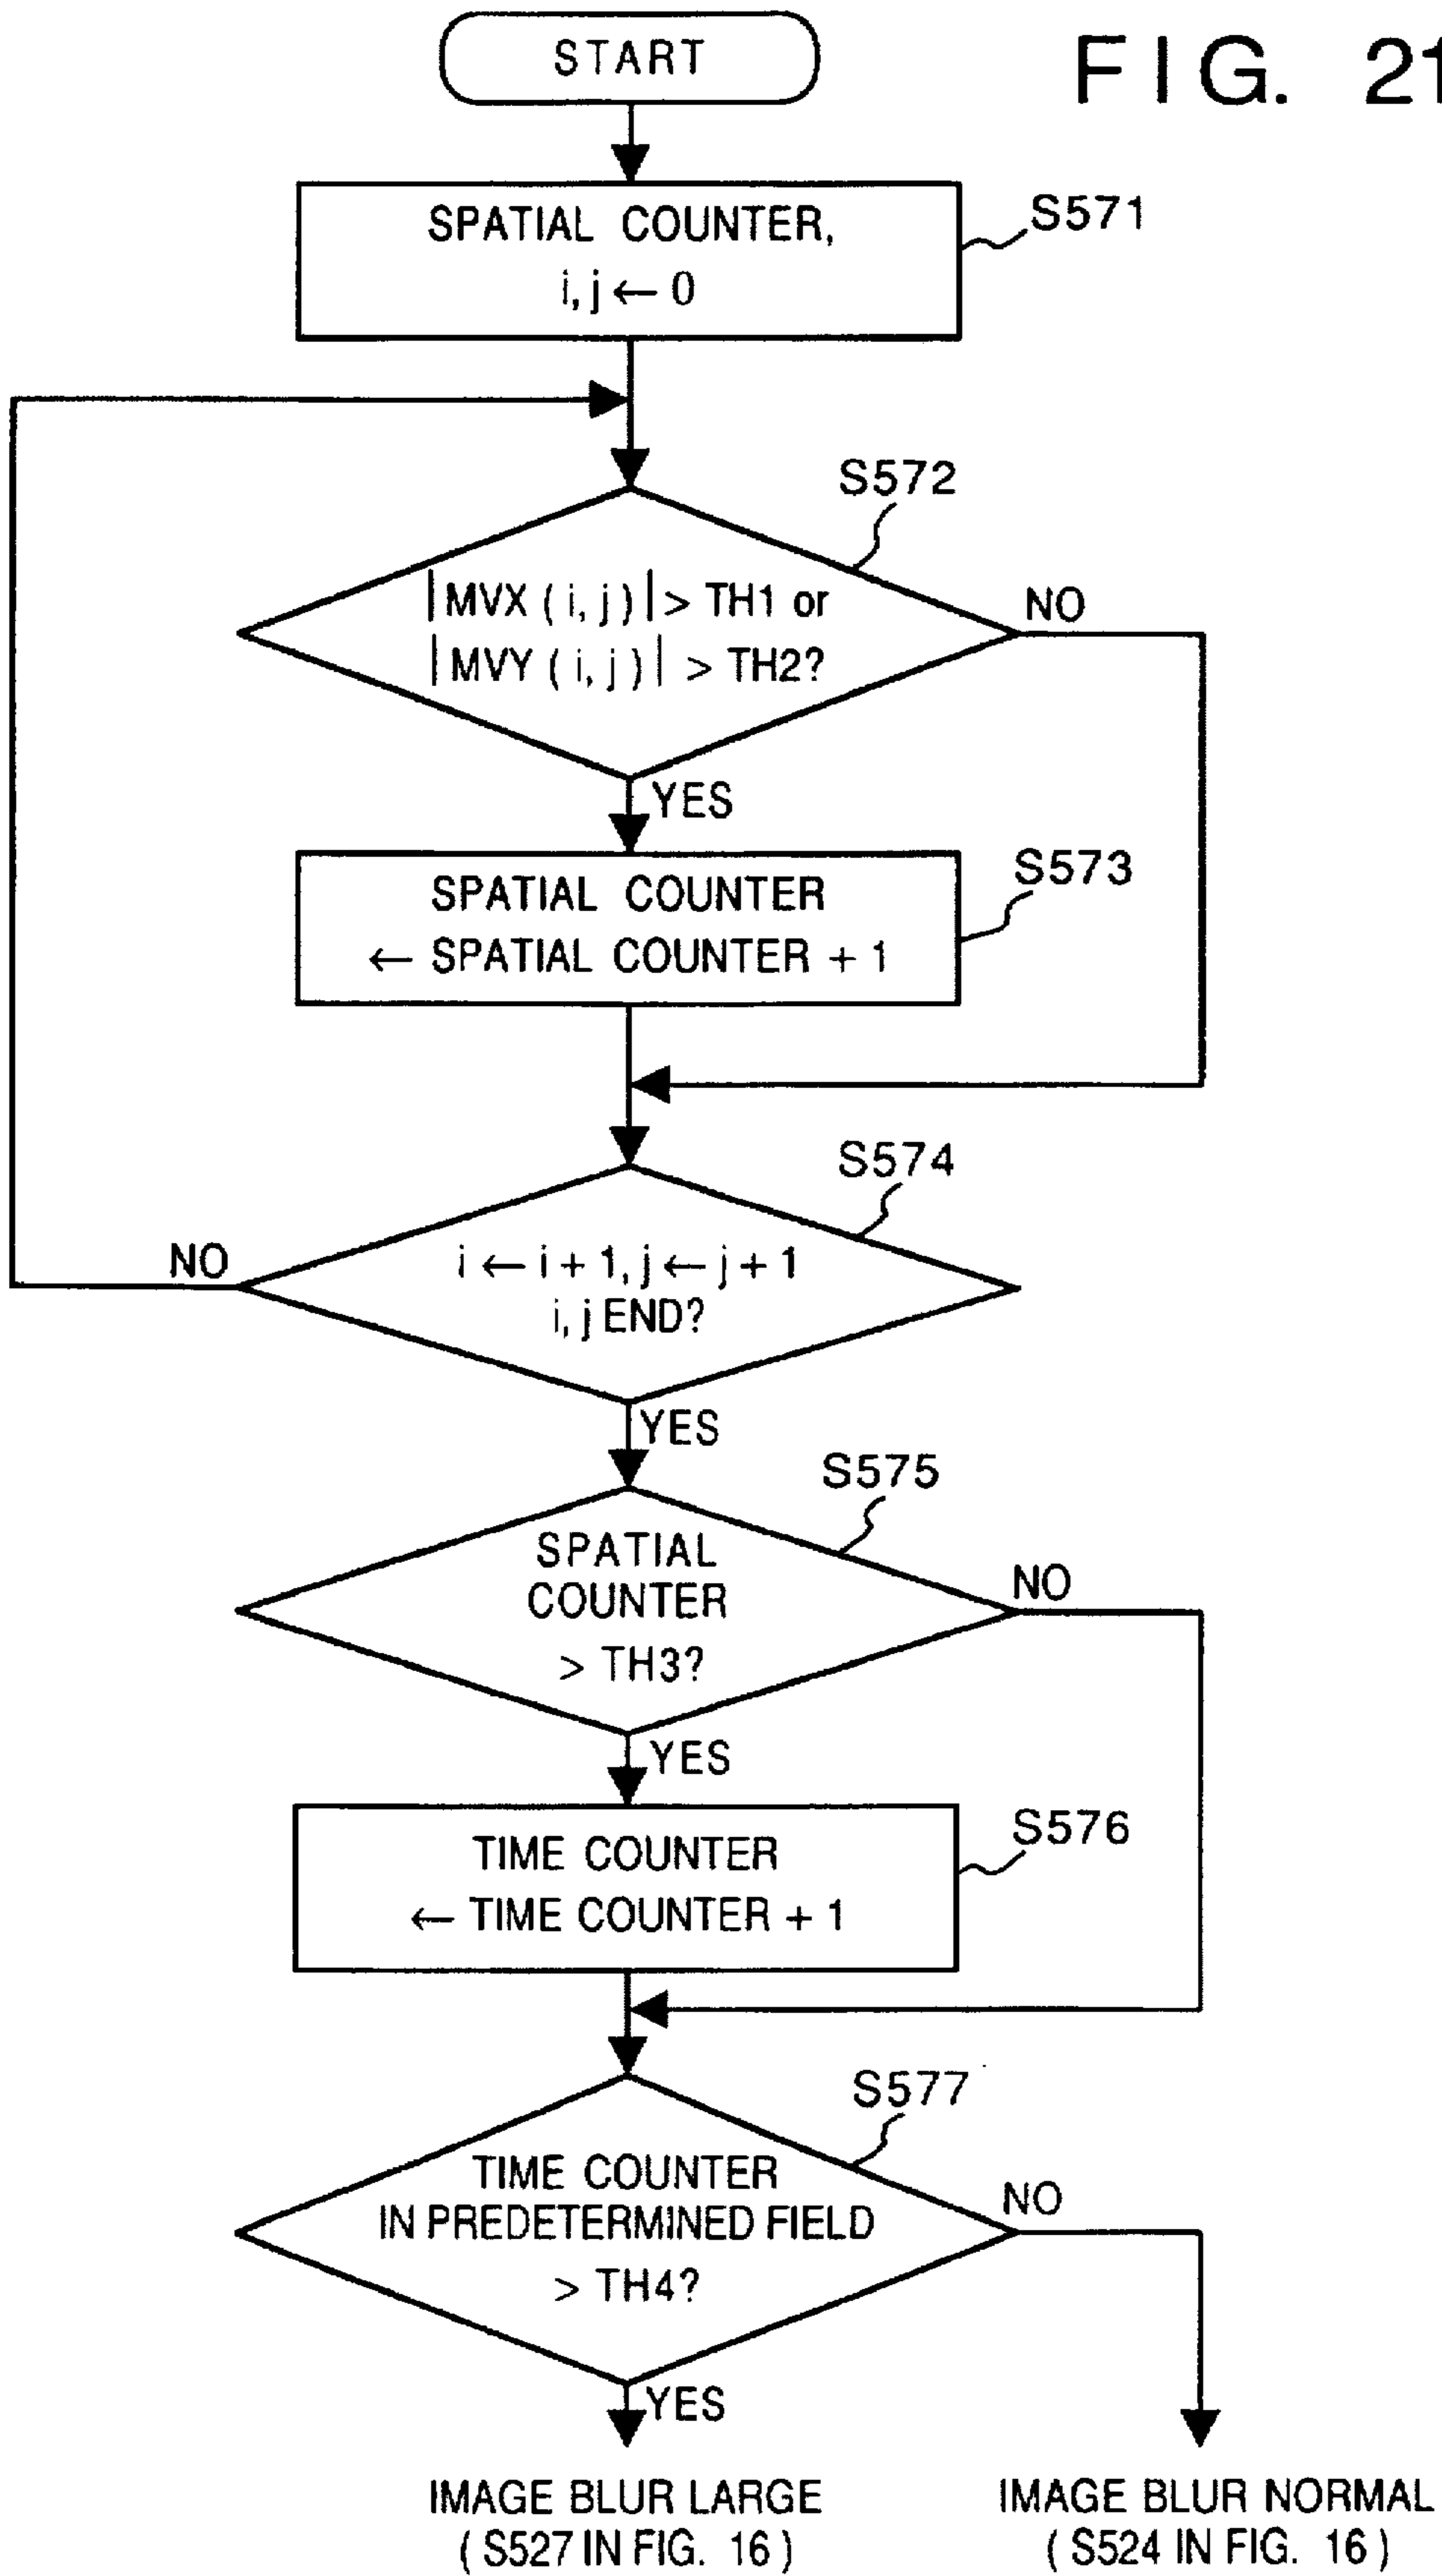 START
FIG. 21
SPATIAL COUNTER,
i, j ← 0
S571
S572
|MVX ( i, j )| > TH1 or
|MVY ( i, j )| > TH2?
NO
YES
SPATIAL COUNTER
← SPATIAL COUNTER + 1
S573
S574
NO
i ← i + 1, j ← j + 1
i, j END?
YES
S575
SPATIAL
COUNTER
> TH3?
NO
YES
TIME COUNTER
← TIME COUNTER + 1
S576
S577
TIME COUNTER
IN PREDETERMINED FIELD
> TH4?
NO
YES
IMAGE BLUR LARGE
( S527 IN FIG. 16 )
IMAGE BLUR NORMAL
( S524 IN FIG. 16 )